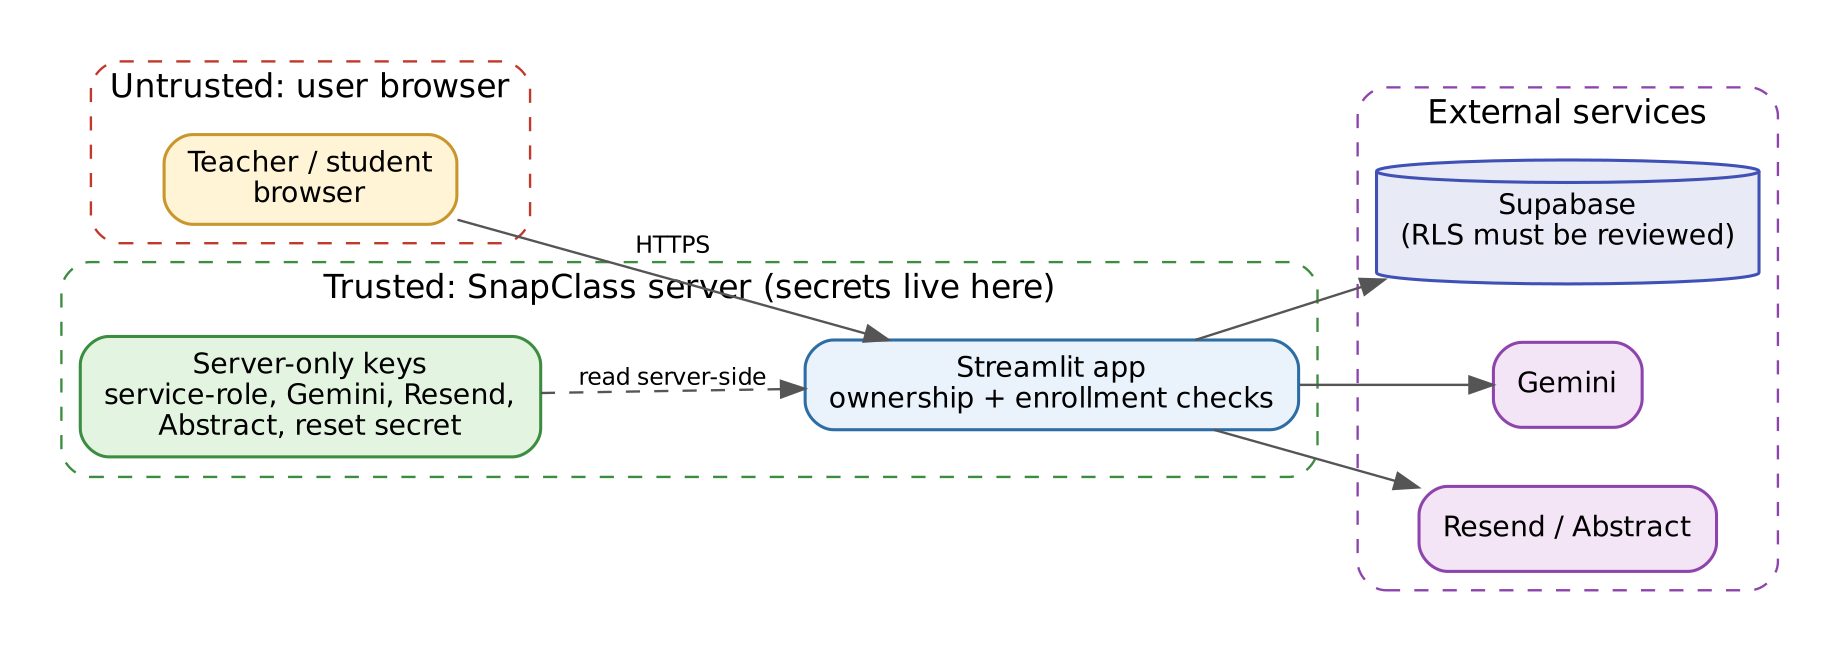 Untrusted: user browser
Teacher / student
browser
HTTPS
Trusted: SnapClass server (secrets live here)
Server-only keys
service-role, Gemini, Resend,
Abstract, reset secret
read server-side
Streamlit app
ownership + enrollment checks
External services
Supabase
(RLS must be reviewed)
Gemini
Resend / Abstract